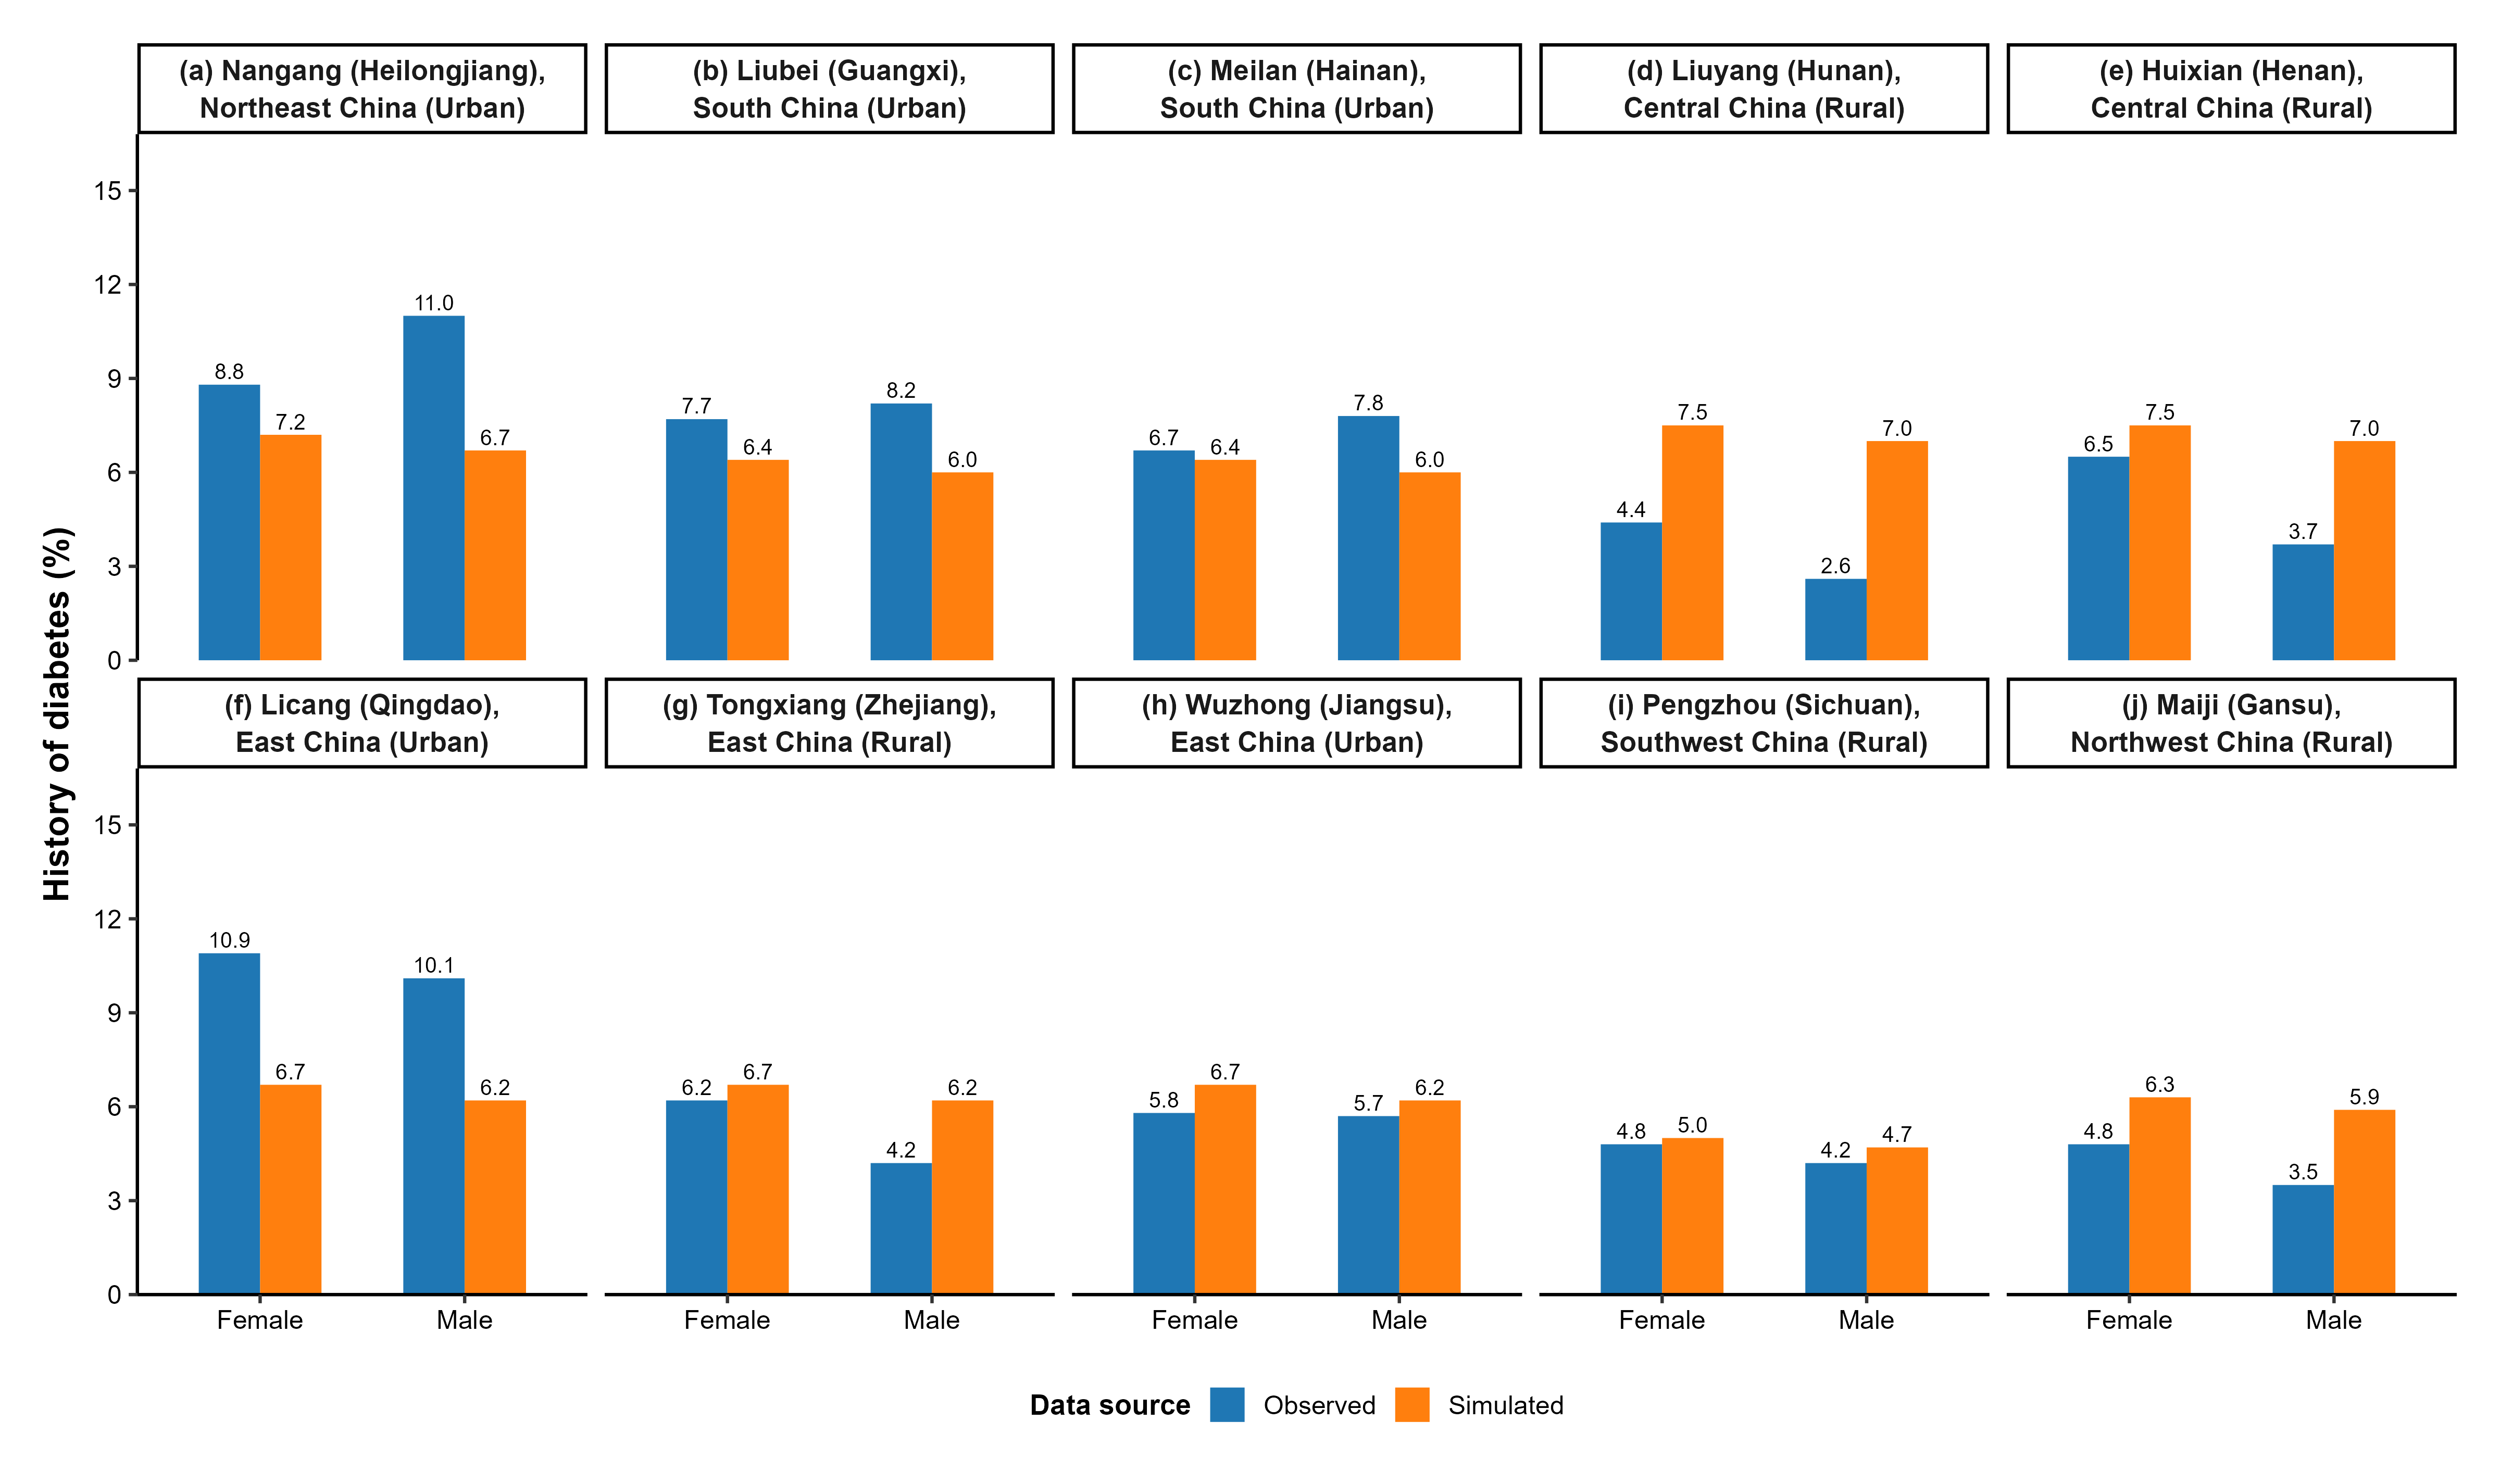 (a) Nangang (Heilongjiang),
Northeast China (Urban)
(b) Liubei (Guangxi),
South China (Urban)
(c) Meilan (Hainan),
South China (Urban)
(d) Liuyang (Hunan),
Central China (Rural)
(e) Huixian (Henan),
Central China (Rural)
History of diabetes (%)
15
12
9
6
3
0
8.8
7.2
11.0
6.7
7.7
6.4
8.2
6.0
6.7
6.4
7.8
6.0
4.4
7.5
2.6
7.0
6.5
7.5
3.7
7.0
(f) Licang (Qingdao),
East China (Urban)
(g) Tongxiang (Zhejiang),
East China (Rural)
(h) Wuzhong (Jiangsu),
East China (Urban)
(i) Pengzhou (Sichuan),
Southwest China (Rural)
(j) Maiji (Gansu),
Northwest China (Rural)
15
12
9
6
3
0
10.9
6.7
10.1
6.2
6.2
6.7
4.2
6.2
5.8
6.7
5.7
6.2
4.8
5.0
4.2
4.7
4.8
6.3
3.5
5.9
Female
Male
Female
Male
Female
Male
Female
Male
Female
Male
Data source
Observed
Simulated